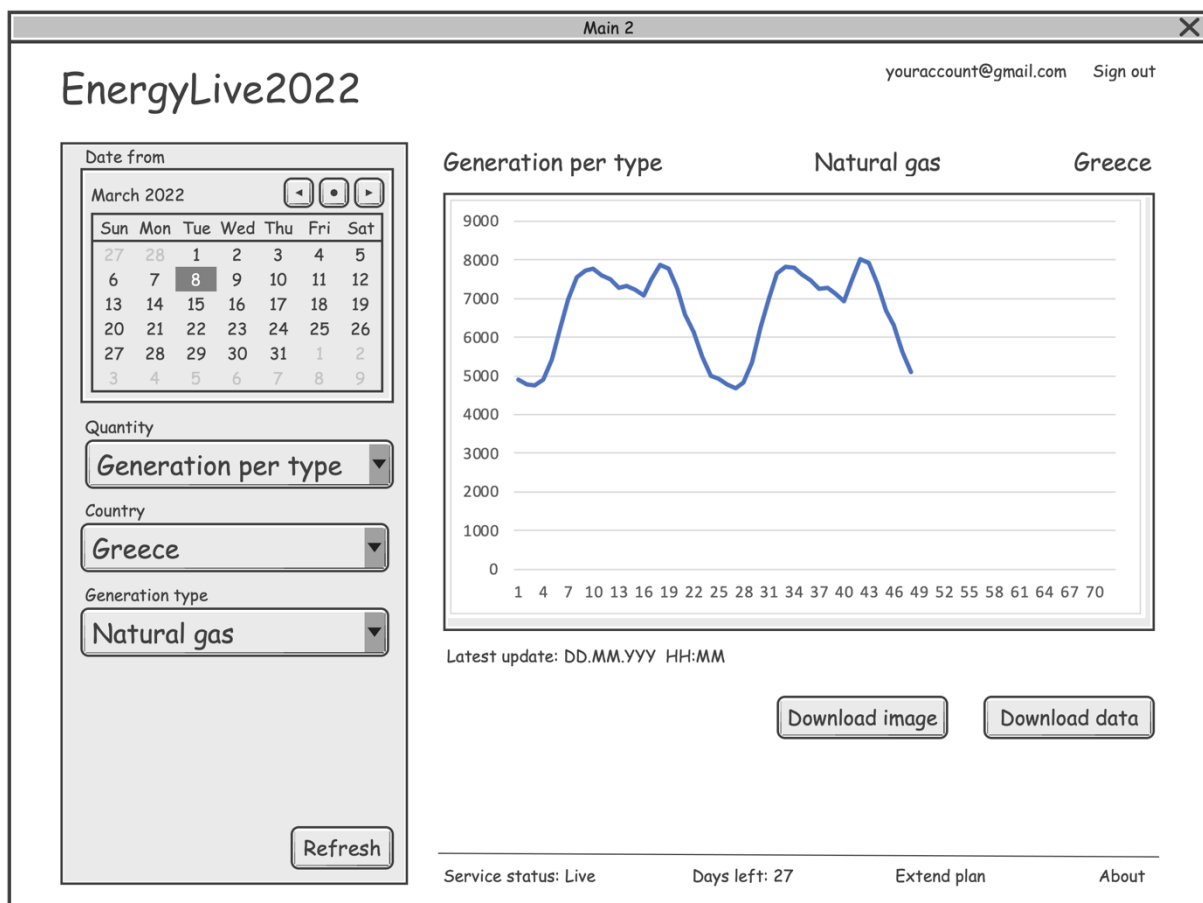 Main 2
EnergyLive2022
youraccount@gmail.com Sign out
Date from
March 2022
Sun Mon Tue Wed Thu Fri Sat
27 28 1 2 3 4 5
6 7 8 9 10 11 12
13 14 15 16 17 18 19
20 21 22 23 24 25 26
27 28 29 30 31 1 2
3 4 5 6 7 8 9
Quantity
Generation per type
Country
Greece
Generation type
Natural gas
Refresh
Generation per type Natural gas Greece
9000
8000
7000
6000
5000
4000
3000
2000
1000
0
1 4 7 10 13 16 19 22 25 28 31 34 37 40 43 46 49 52 55 58 61 64 67 70
Latest update: DD.MM.YYY HH:MM
Download image Download data
Service status: Live Days left: 27 Extend plan About